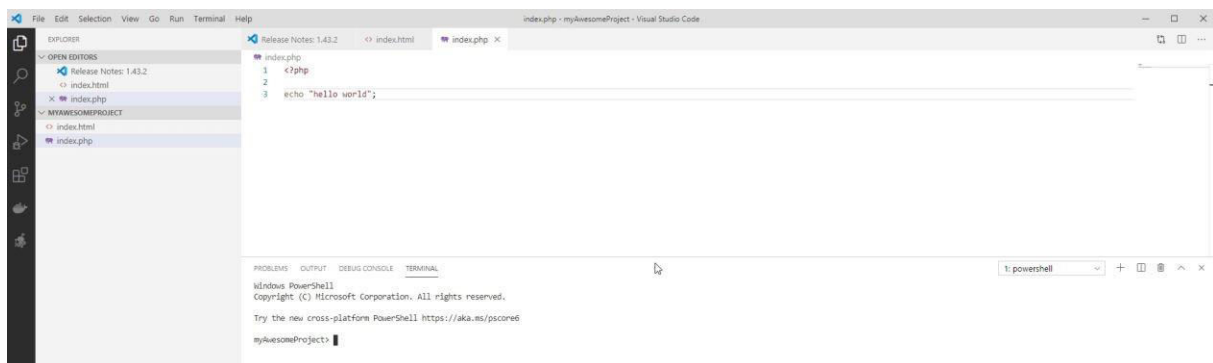 File Edit Selection View Go Run Terminal Help
index.php - myAwesomeProject - Visual Studio Code
EXPLORER
OPEN EDITORS
Release Notes: 1.43.2
index.html
index.php
MYAWESOMEPROJECT
index.html
index.php
Release Notes: 1.43.2 index.html index.php
index.php
1 <?php
2
3 echo "hello world";
PROBLEMS OUTPUT DEBUG CONSOLE TERMINAL
1: powershell
Windows PowerShell
Copyright (C) Microsoft Corporation. All rights reserved.
Try the new cross-platform PowerShell https://aka.ms/pscore6
myAwesomeProject>